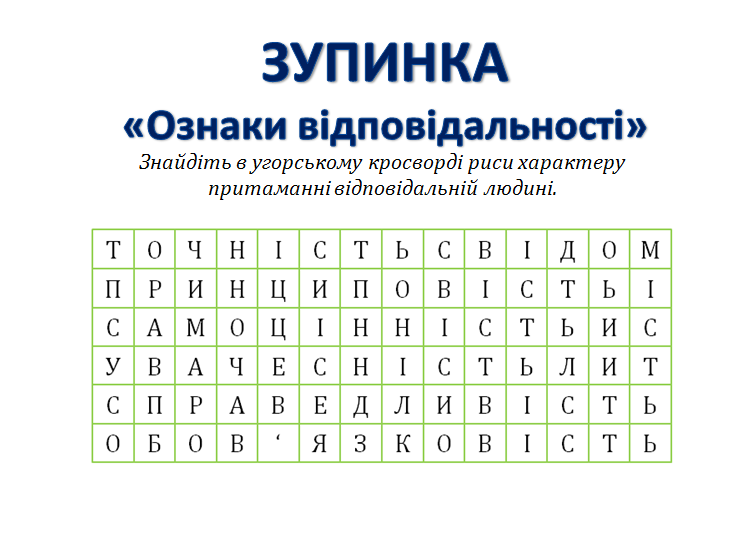 ЗУПИНКА
«Ознаки відповідальності»
Знайдіть в угорському кросворді риси характеру
притаманні відповідальній людині.
Т О Ч Н І С Т Ь С В І Д О М
П Р И Н Ц И П О В І С Т Ь І
С А М О Ц І Н Н І С Т Ь И С
У В А Ч Е С Н І С Т Ь Л И Т
С П Р А В Е Д Л И В І С Т Ь
О Б О В ‘ Я З К О В І С Т Ь